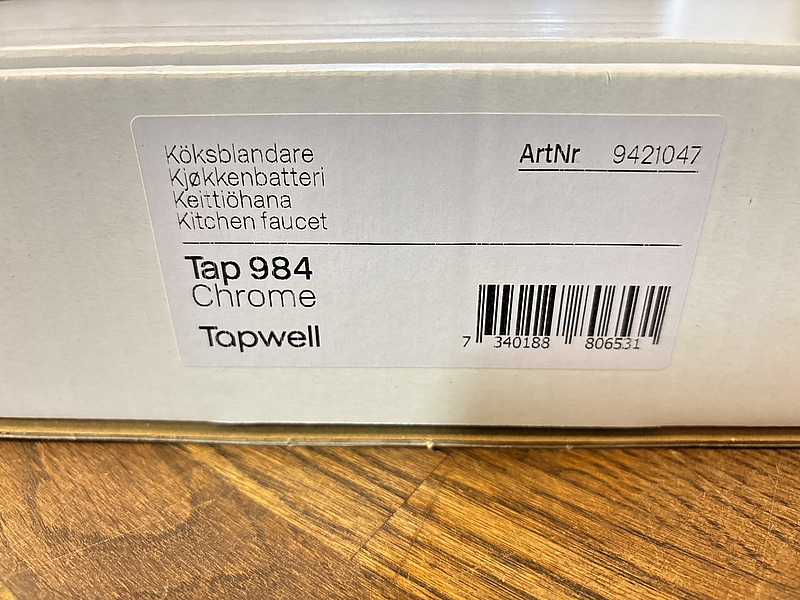 Köksblandare
Kjøkkenbatteri
Keittiöhana
Kitchen faucet
ArtNr 9421047
Tap 984
Chrome
Tapwell
7 340188 806531